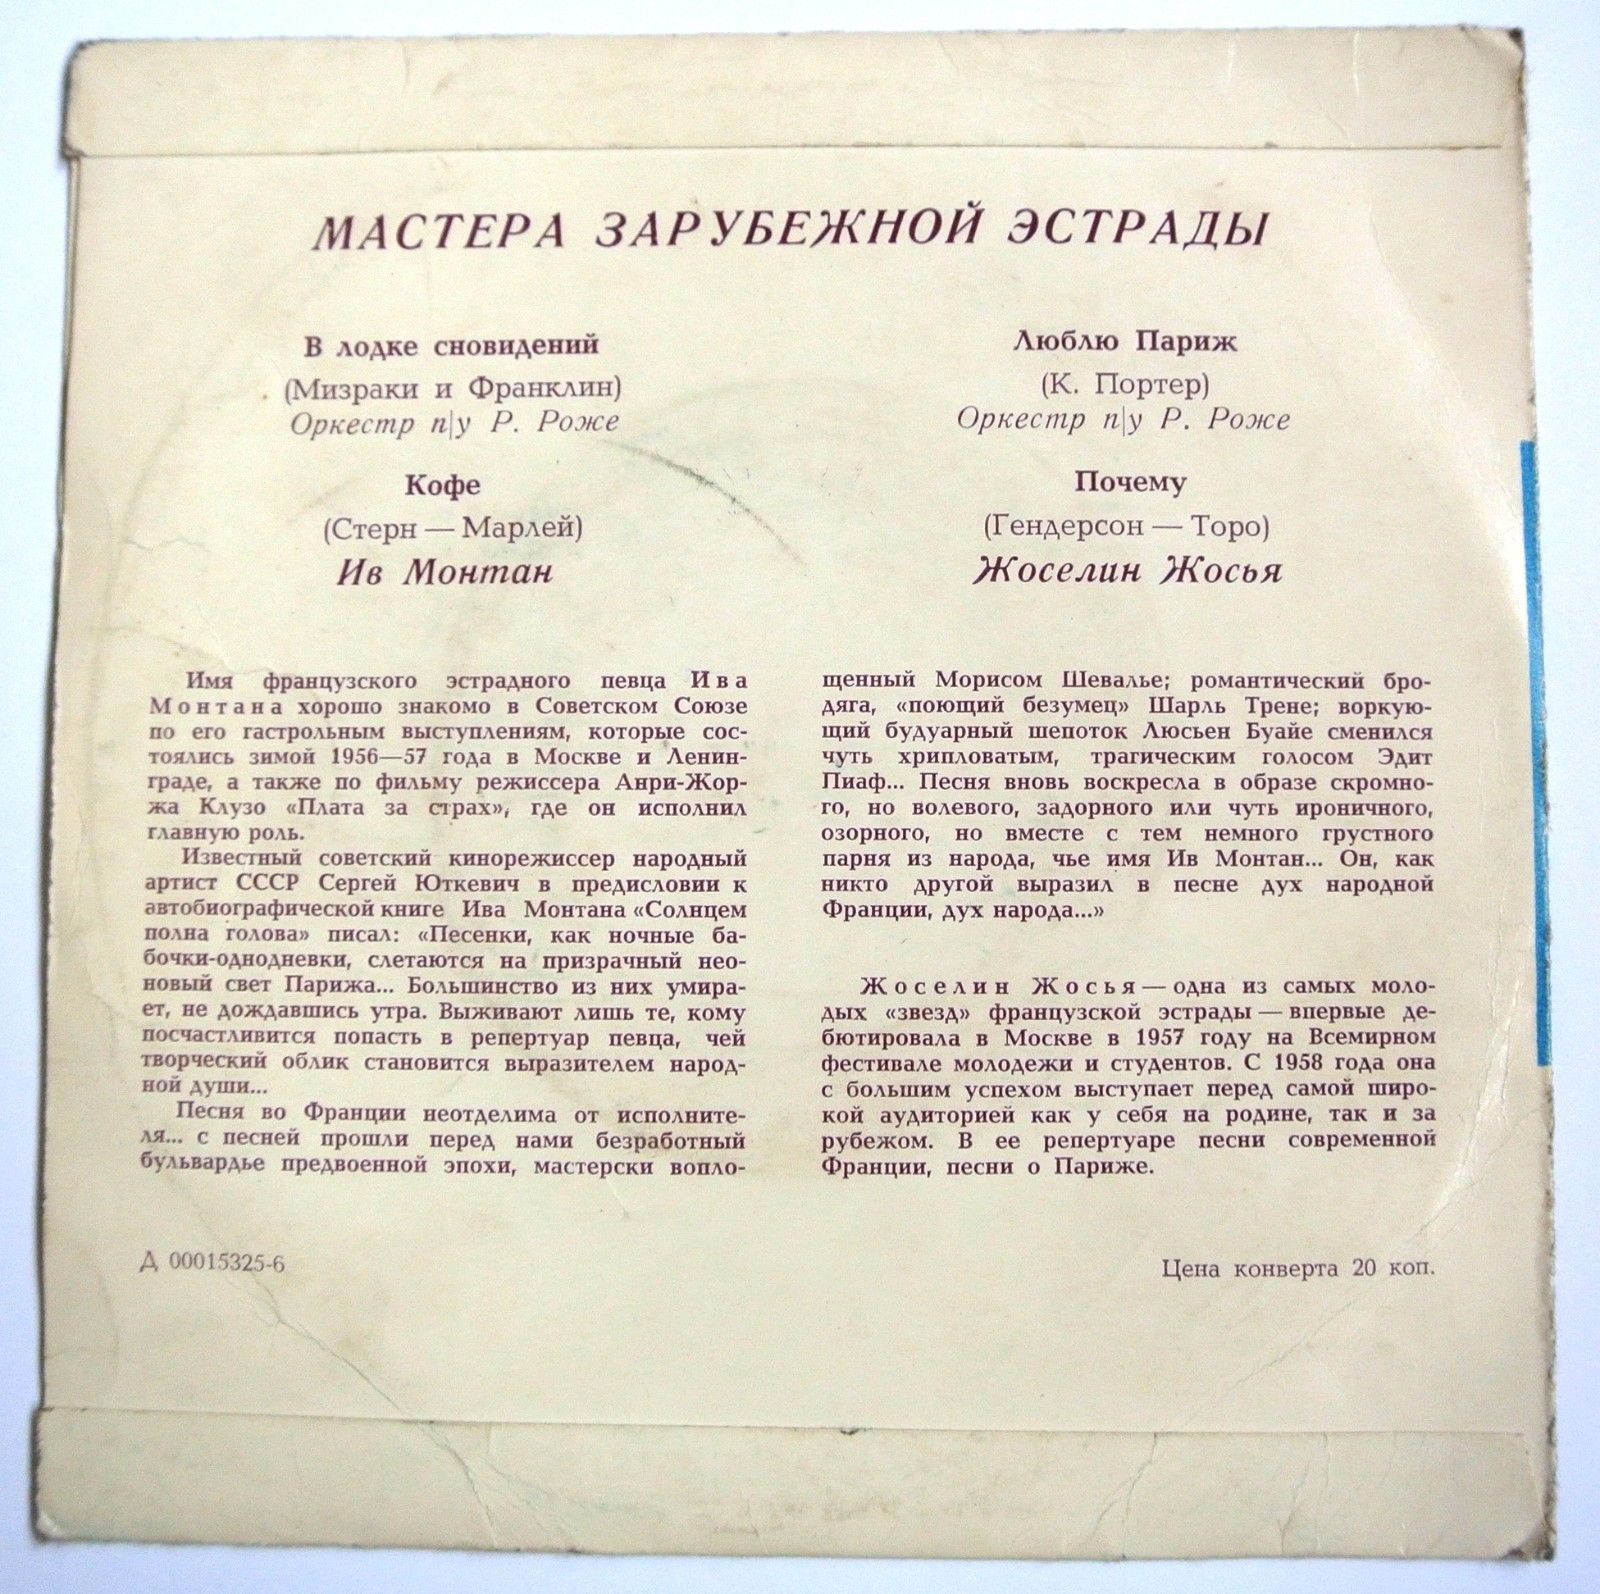 МАСТЕРА ЗАРУБЕЖНОЙ ЭСТРАДЫ
В лодке сновидений
(Мизраки и Франклин)
Оркестр п|у Р. Роже
Кофе
(Стерн — Марлей)
Ив Монтан
Люблю Париж
(К. Портер)
Оркестр п|у Р. Роже
Почему
(Гендерсон — Торо)
Жоселин Жосья
Имя французского эстрадного певца Ива
Монтана хорошо знакомо в Советском Союзе
по его гастрольным выступлениям, которые сос-
тоялись зимой 1956—57 года в Москве и Ленин-
граде, а также по фильму режиссера Анри-Жор-
жа Клузо «Плата за страх», где он исполнил
главную роль.
Известный советский кинорежиссер народный
артист СССР Сергей Юткевич в предисловии к
автобиографической книге Ива Монтана «Солнцем
полна голова» писал: «Песенки, как ночные ба-
бочки-однодневки, слетаются на призрачный нео-
новый свет Парижа... Большинство из них умира-
ет, не дождавшись утра. Выживают лишь те, кому
посчастливится попасть в репертуар певца, чей
творческий облик становится выразителем народ-
ной души...
Песня во Франции неотделима от исполните-
ля... с песней прошли перед нами безработный
бульвардье предвоенной эпохи, мастерски вопло-
щенный Морисом Шевалье; романтический бро-
дяга, «поющий безумец» Шарль Трене; воркую-
щий будуарный шепоток Люсьен Буайе сменился
чуть хрипловатым, трагическим голосом Эдит
Пиаф... Песня вновь воскресла в образе скромно-
го, но волевого, задорного или чуть ироничного,
озорного, но вместе с тем немного грустного
парня из народа, чье имя Ив Монтан... Он, как
никто другой выразил в песне дух народной
Франции, дух народа...»
Жоселин Жосья — одна из самых моло-
дых «звезд» французской эстрады — впервые де-
бютировала в Москве в 1957 году на Всемирном
фестивале молодежи и студентов. С 1958 года она
с большим успехом выступает перед самой широ-
кой аудиторией как у себя на родине, так и за
рубежом. В ее репертуаре песни современной
Франции, песни о Париже.
Д 00015325-6
Цена конверта 20 коп.